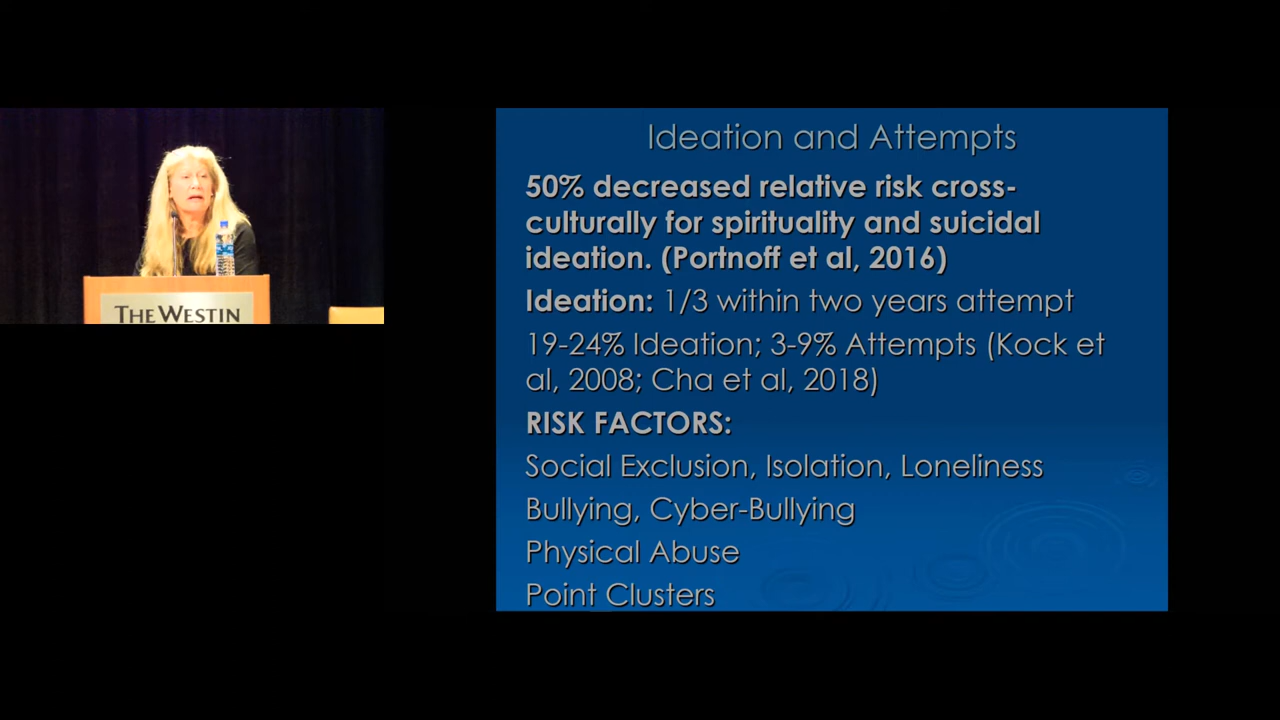 THE WESTIN
Ideation and Attempts
50% decreased relative risk cross-
culturally for spirituality and suicidal
ideation. (Portnoff et al, 2016)
Ideation: 1/3 within two years attempt
19-24% Ideation; 3-9% Attempts (Kock et
al, 2008; Cha et al, 2018)
RISK FACTORS:
Social Exclusion, Isolation, Loneliness
Bullying, Cyber-Bullying
Physical Abuse
Point Clusters